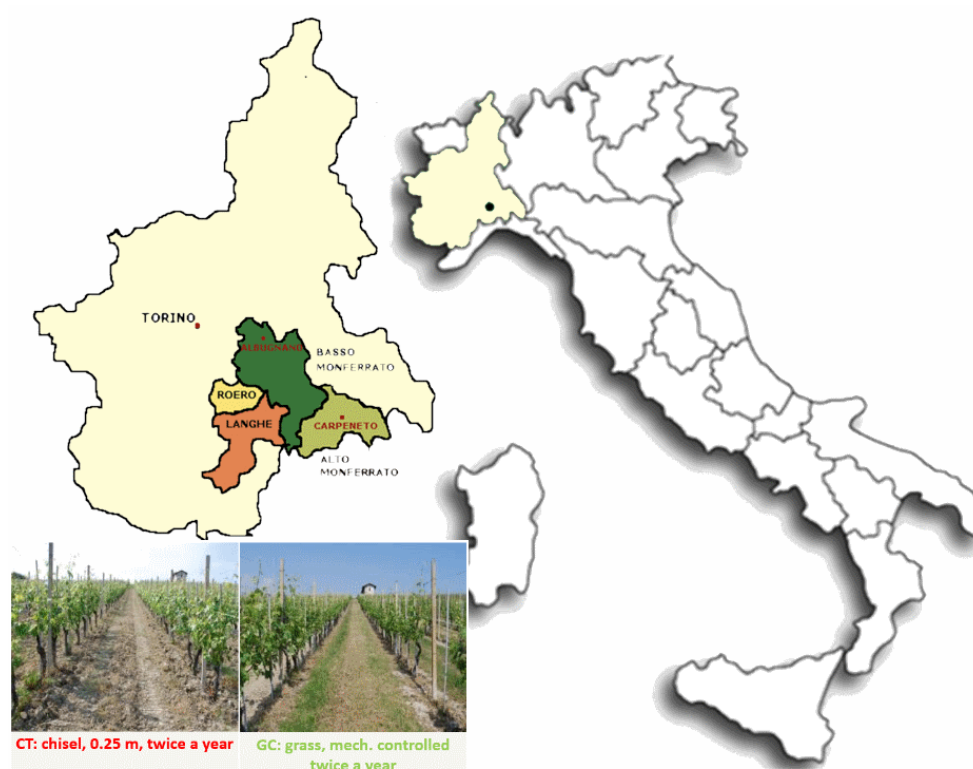 TORINO
ALBUGNANO
BASSO
MONFERRATO
ROERO
LANGHE
CARPENETO
ALTO
MONFERRATO
CT: chisel, 0.25 m, twice a year
GC: grass, mech. controlled
twice a year